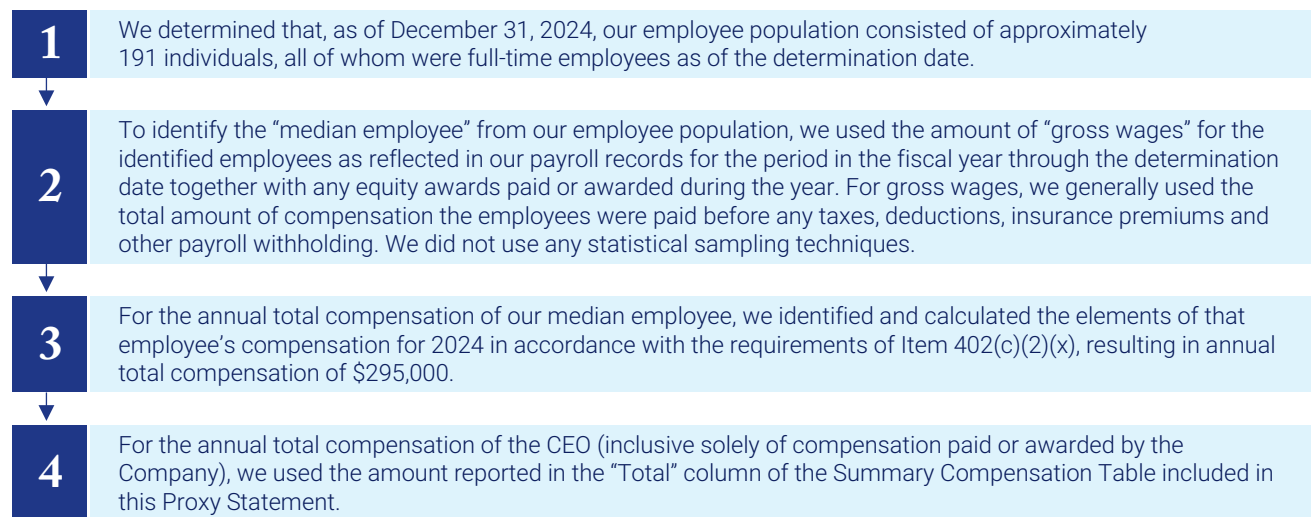 1
We determined that, as of December 31, 2024, our employee population consisted of approximately
191 individuals, all of whom were full-time employees as of the determination date.
2
To identify the “median employee” from our employee population, we used the amount of “gross wages” for the
identified employees as reflected in our payroll records for the period in the fiscal year through the determination
date together with any equity awards paid or awarded during the year. For gross wages, we generally used the
total amount of compensation the employees were paid before any taxes, deductions, insurance premiums and
other payroll withholding. We did not use any statistical sampling techniques.
3
For the annual total compensation of our median employee, we identified and calculated the elements of that
employee’s compensation for 2024 in accordance with the requirements of Item 402(c)(2)(x), resulting in annual
total compensation of $295,000.
4
For the annual total compensation of the CEO (inclusive solely of compensation paid or awarded by the
Company), we used the amount reported in the “Total” column of the Summary Compensation Table included in
this Proxy Statement.